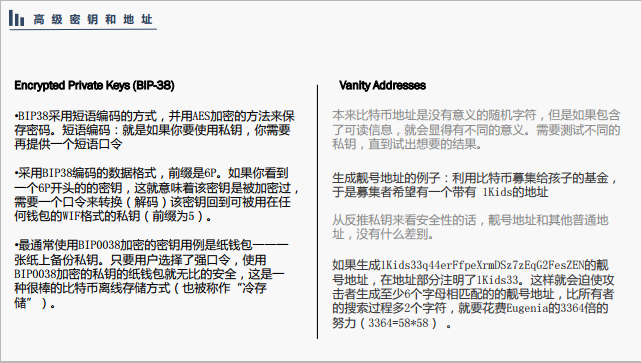 高级密钥和地址
Encrypted Private Keys (BIP-38)
•BIP38采用短语编码的方式，并用AES加密的方法来保
存密码。短语编码：就是如果你要使用私钥，你需要
再提供一个短语口令
•采用BIP38编码的数据格式，前缀是6P。如果你看到
一个6P开头的的密钥，这就意味着该密钥是被加密过，
需要一个口令来转换（解码）该密钥回到可被用在任
何钱包的WIF格式的私钥（前缀为5）。
•最通常使用BIP0038加密的密钥用例是纸钱包——一
张纸上备份私钥。只要用户选择了强口令，使用
BIP0038加密的私钥的纸钱包就无比的安全，这是一
种很棒的比特币离线存储方式（也被称作“冷存
储”）。
Vanity Addresses
本来比特币地址是没有意义的随机字符，但是如果包含
了可读信息，就会显得有不同的意义。需要测试不同的
私钥，直到试出想要的结果。
生成靓号地址的例子：利用比特币募集给孩子的基金，
于是募集者希望有一个带有 1Kids的地址
从反推私钥来看安全性的话，靓号地址和其他普通地
址，没有什么差别。
如果生成1Kids33q44erFfpeXrmDSz7zEqG2FesZEN的靓
号地址，在地址部分注明了1Kids33。这样就会迫使攻
击者生成至少6个字母相匹配的的靓号地址，比所有者
的搜索过程多2个字符，就要花费Eugenia的3364倍的
努力（3364=58*58） 。